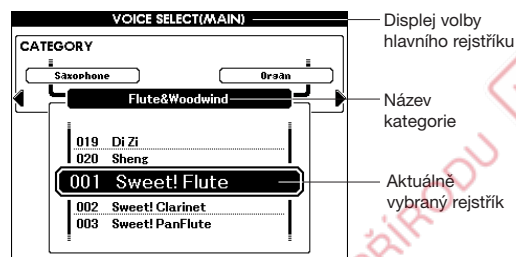 VOICE SELECT(MAIN)
Displej volby
hlavního rejstříku
CATEGORY
Saxophone
Organ
Flute&Woodwind
Název
kategorie
019 Di Zi
020 Sheng
001 Sweet! Flute
Aktuálně
vybraný rejstřík
002 Sweet! Clarinet
003 Sweet! PanFlute